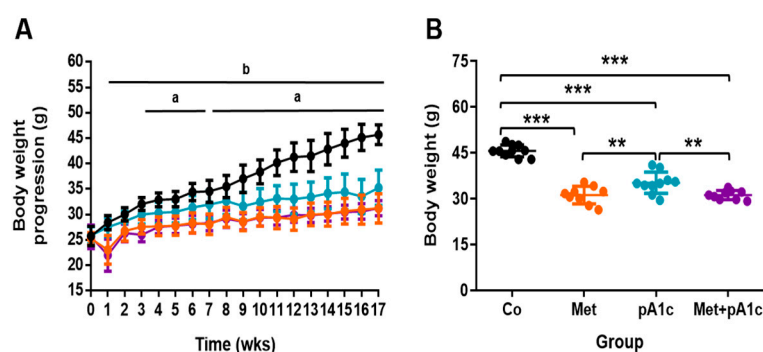 A
Body weight
progression (g)
60
55
50
45
40
35
30
25
20
15
b
a
a
0 1 2 3 4 5 6 7 8 9 10 11 12 13 14 15 16 17
Time (wks)
B
Body weight (g)
75
60
45
30
15
0
***
***
***
**
**
Co Met pA1c Met+pA1c
Group